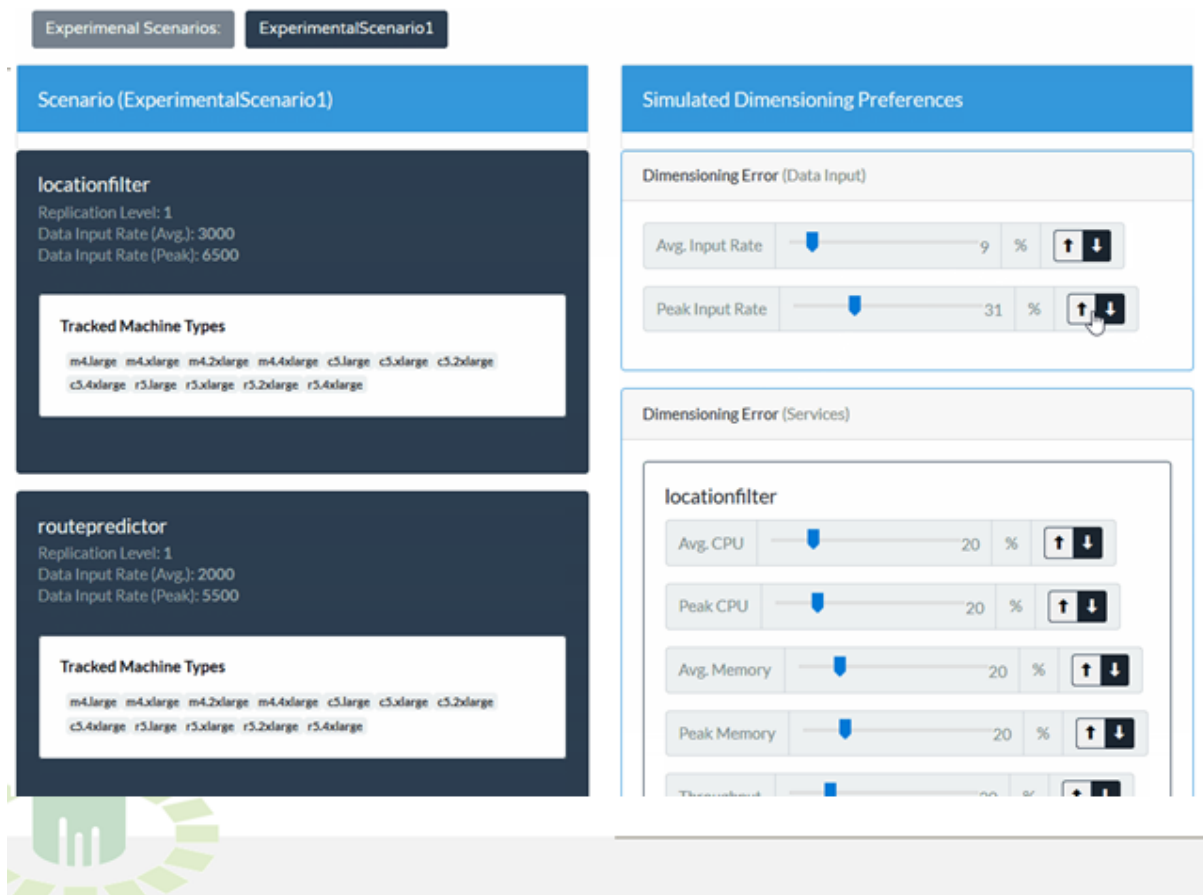 Experimenal Scenarios:
ExperimentalScenario1
Scenario (ExperimentalScenario1)
locationfilter
Replication Level: 1
Data Input Rate (Avg.): 3000
Data Input Rate (Peak): 6500
Tracked Machine Types
m4.large m4.xlarge m4.2xlarge m4.4xlarge c5.large c5.xlarge c5.2xlarge
c5.4xlarge r5.large r5.xlarge r5.2xlarge r5.4xlarge
routepredictor
Replication Level: 1
Data Input Rate (Avg.): 2000
Data Input Rate (Peak): 5500
Tracked Machine Types
m4.large m4.xlarge m4.2xlarge m4.4xlarge c5.large c5.xlarge c5.2xlarge
c5.4xlarge r5.large r5.xlarge r5.2xlarge r5.4xlarge
Simulated Dimensioning Preferences
Dimensioning Error (Data Input)
Avg. Input Rate 9 %
Peak Input Rate 31 %
Dimensioning Error (Services)
locationfilter
Avg. CPU 20 %
Peak CPU 20 %
Avg. Memory 20 %
Peak Memory 20 %
Throughput 20 %